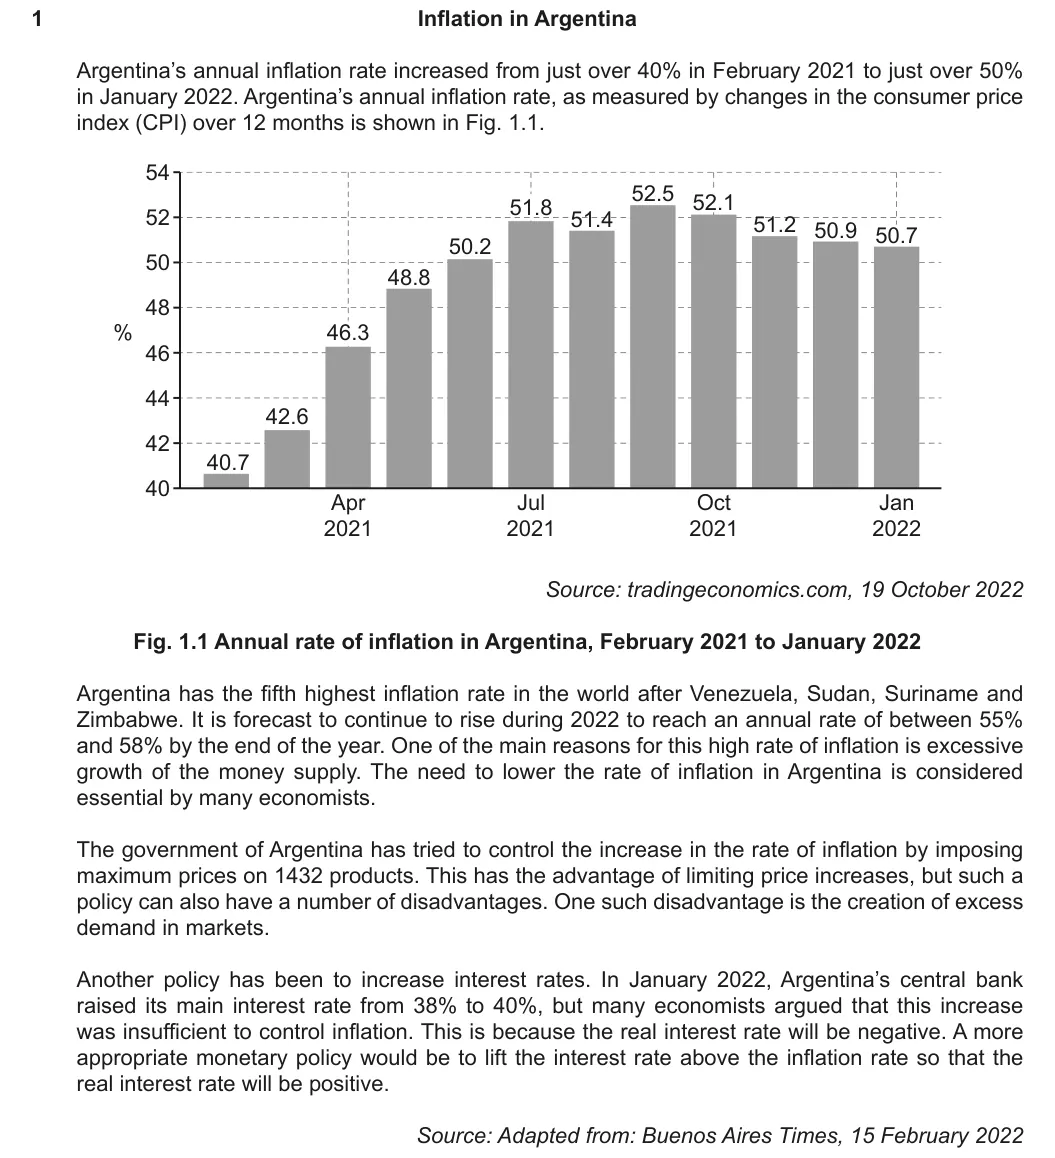 1 Inflation in Argentina
Argentina’s annual inflation rate increased from just over 40% in February 2021 to just over 50%
in January 2022. Argentina’s annual inflation rate, as measured by changes in the consumer price
index (CPI) over 12 months is shown in Fig. 1.1.
54
52
50
48
46
44
42
40
%
40.7
42.6
46.3
48.8
50.2
51.8
51.4
52.5
52.1
51.2
50.9
50.7
Apr Jul Oct Jan
2021 2021 2021 2022
Source: tradingeconomics.com, 19 October 2022
Fig. 1.1 Annual rate of inflation in Argentina, February 2021 to January 2022
Argentina has the fifth highest inflation rate in the world after Venezuela, Sudan, Suriname and
Zimbabwe. It is forecast to continue to rise during 2022 to reach an annual rate of between 55%
and 58% by the end of the year. One of the main reasons for this high rate of inflation is excessive
growth of the money supply. The need to lower the rate of inflation in Argentina is considered
essential by many economists.
The government of Argentina has tried to control the increase in the rate of inflation by imposing
maximum prices on 1432 products. This has the advantage of limiting price increases, but such a
policy can also have a number of disadvantages. One such disadvantage is the creation of excess
demand in markets.
Another policy has been to increase interest rates. In January 2022, Argentina’s central bank
raised its main interest rate from 38% to 40%, but many economists argued that this increase
was insufficient to control inflation. This is because the real interest rate will be negative. A more
appropriate monetary policy would be to lift the interest rate above the inflation rate so that the
real interest rate will be positive.
Source: Adapted from: Buenos Aires Times, 15 February 2022